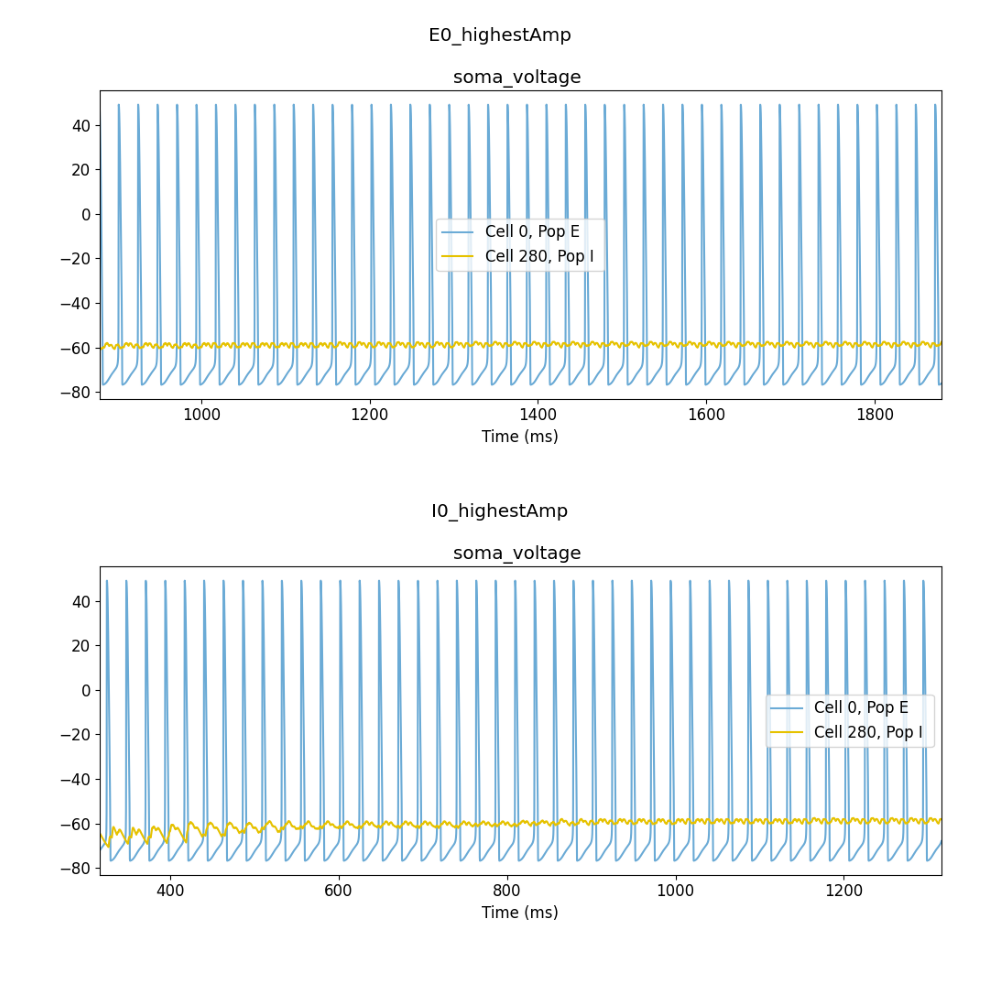 E0_highestAmp
soma_voltage
40
20
0
−20
−40
−60
−80
Cell 0, Pop E
Cell 280, Pop I
1000 1200 1400 1600 1800
Time (ms)
I0_highestAmp
soma_voltage
40
20
0
−20
−40
−60
−80
Cell 0, Pop E
Cell 280, Pop I
400 600 800 1000 1200
Time (ms)